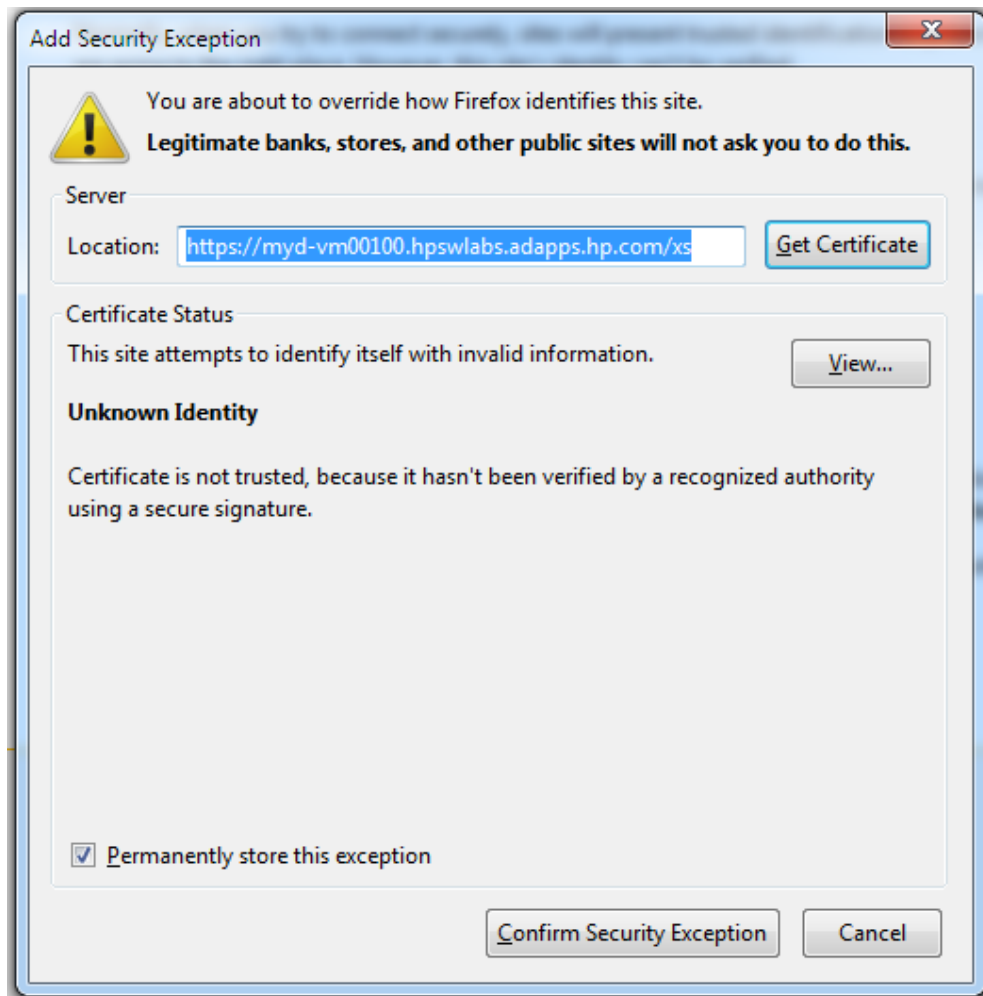 Add Security Exception
You are about to override how Firefox identifies this site.
Legitimate banks, stores, and other public sites will not ask you to do this.
Server
Location: https://myd-vm00100.hpswlabs.adapps.hp.com/xs Get Certificate
Certificate Status
This site attempts to identify itself with invalid information. View...
Unknown Identity
Certificate is not trusted, because it hasn't been verified by a recognized authority
using a secure signature.
Permanently store this exception
Confirm Security Exception Cancel